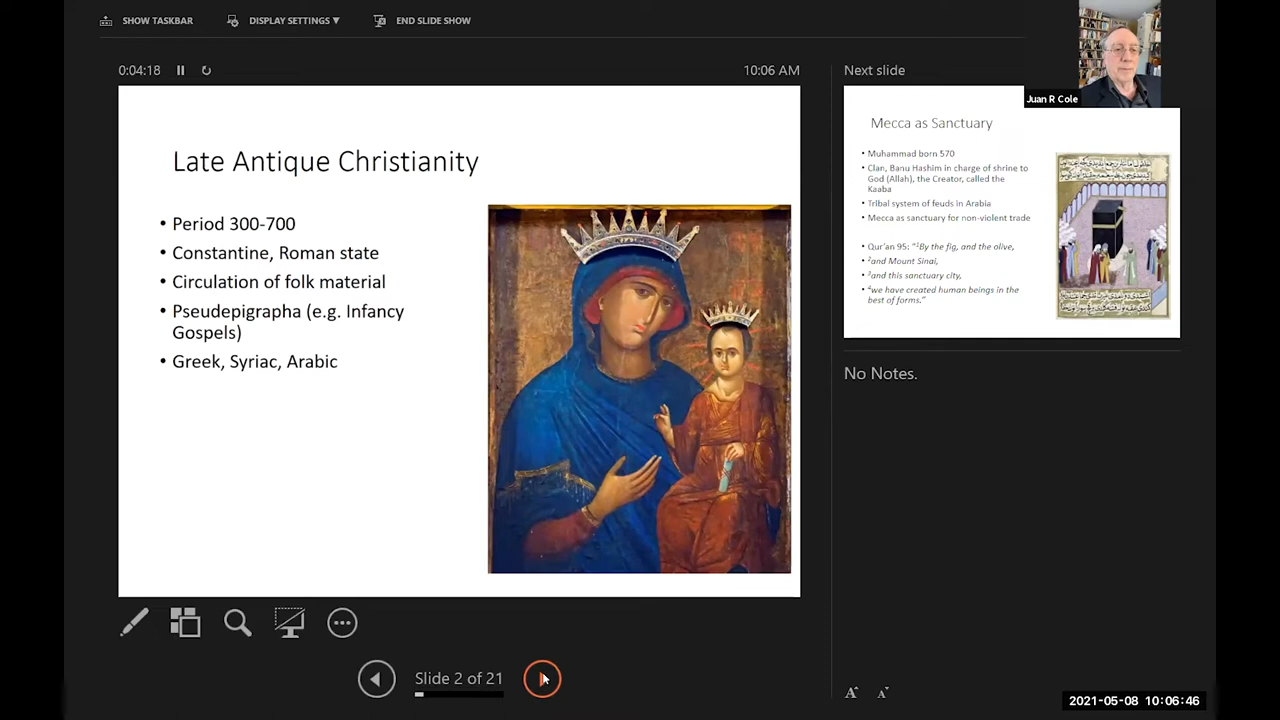 SHOW TASKBAR
DISPLAY SETTINGS ▼
END SLIDE SHOW
0:04:18
10:06 AM
Late Antique Christianity
• Period 300-700
• Constantine, Roman state
• Circulation of folk material
• Pseudepigrapha (e.g. Infancy
Gospels)
• Greek, Syriac, Arabic
Slide 2 of 21
Next slide
Juan R Cole
Mecca as Sanctuary
• Muhammad born 570
• Clan, Banu Hashim in charge of shrine to
God (Allah), the Creator, called the
Kaaba
• Tribal system of feuds in Arabia
• Mecca as sanctuary for non-violent trade
• Qur'an 95: "1By the fig, and the olive,
• 2and Mount Sinai,
• 3and this sanctuary city,
• 4we have created human beings in the
best of forms."
No Notes.
A A
2021-05-08 10:06:46